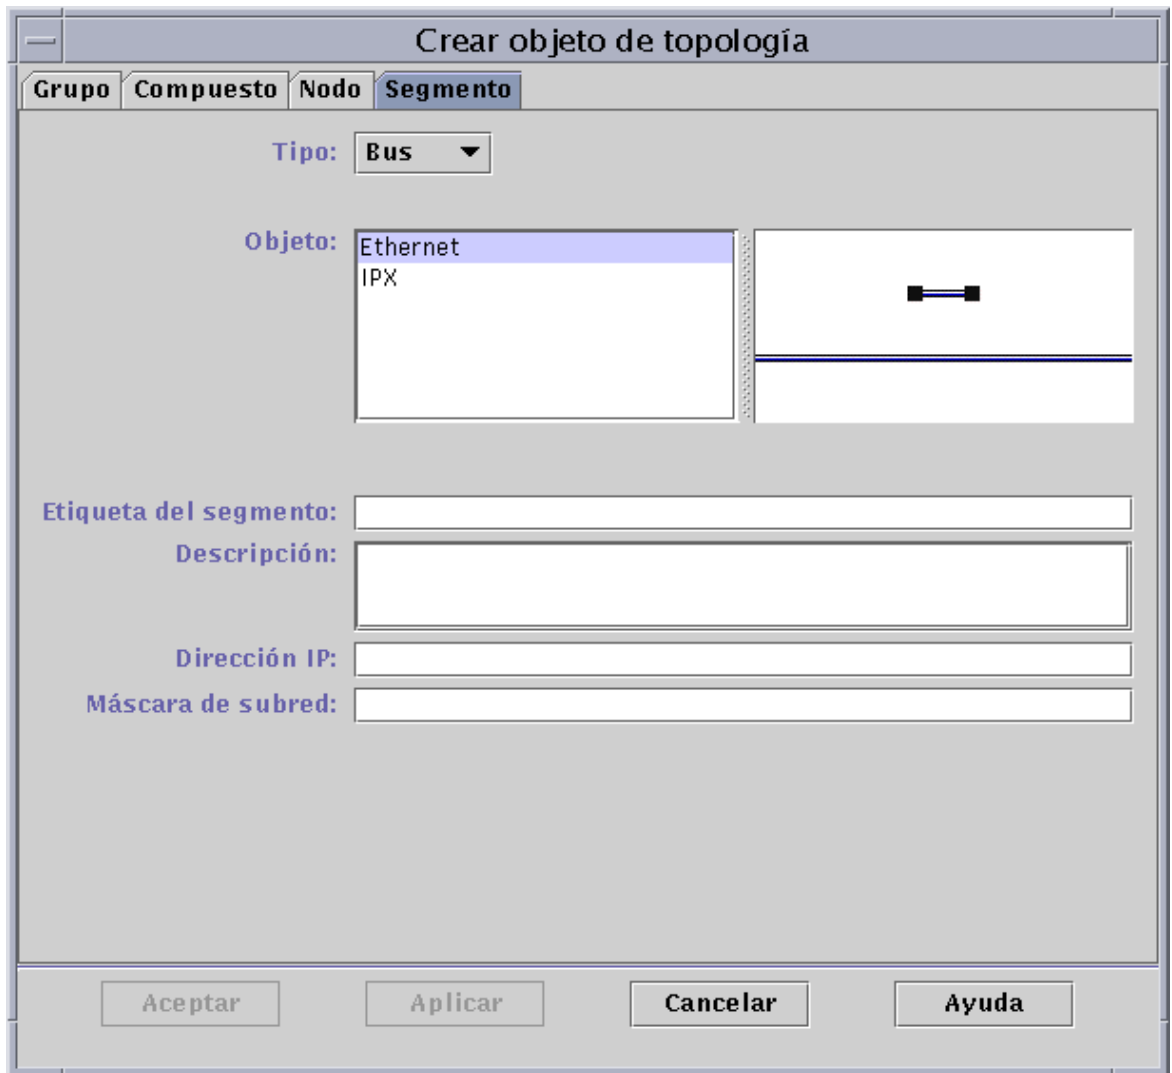 Crear objeto de topología
Grupo Compuesto Nodo Segmento
Tipo: Bus
Objeto: Ethernet
IPX
Etiqueta del segmento:
Descripción:
Dirección IP:
Máscara de subred:
Aceptar Aplicar Cancelar Ayuda